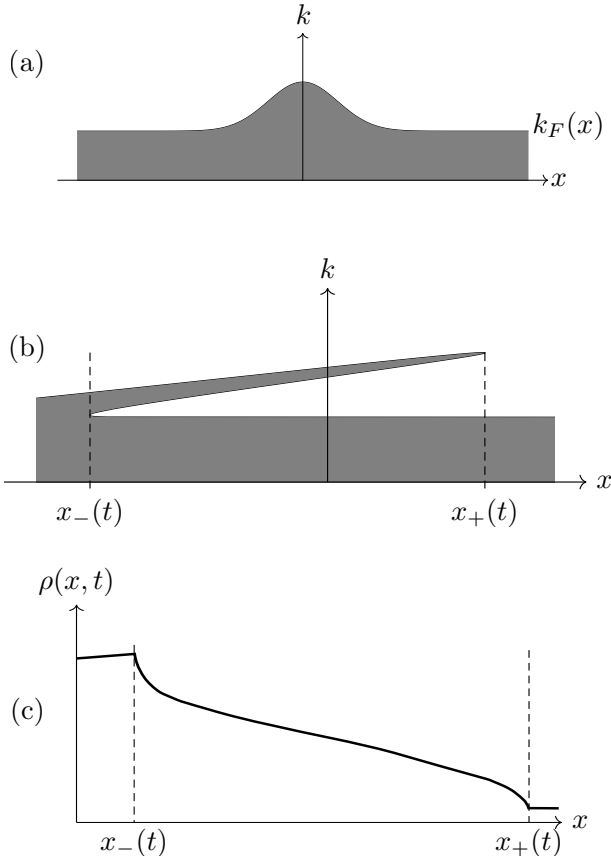 k
(a)
k_F(x)
x
k
(b)
x
x_−(t)
x_+(t)
ρ(x, t)
(c)
x
x_−(t)
x_+(t)